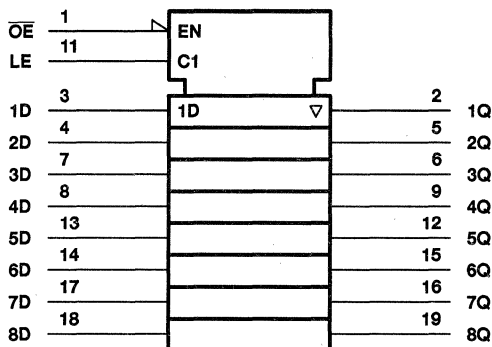 O̅E̅ 1 EN
LE 11 C1
1D 3 1D ▽ 2 1Q
2D 4 5 2Q
3D 7 6 3Q
4D 8 9 4Q
5D 13 12 5Q
6D 14 15 6Q
7D 17 16 7Q
8D 18 19 8Q